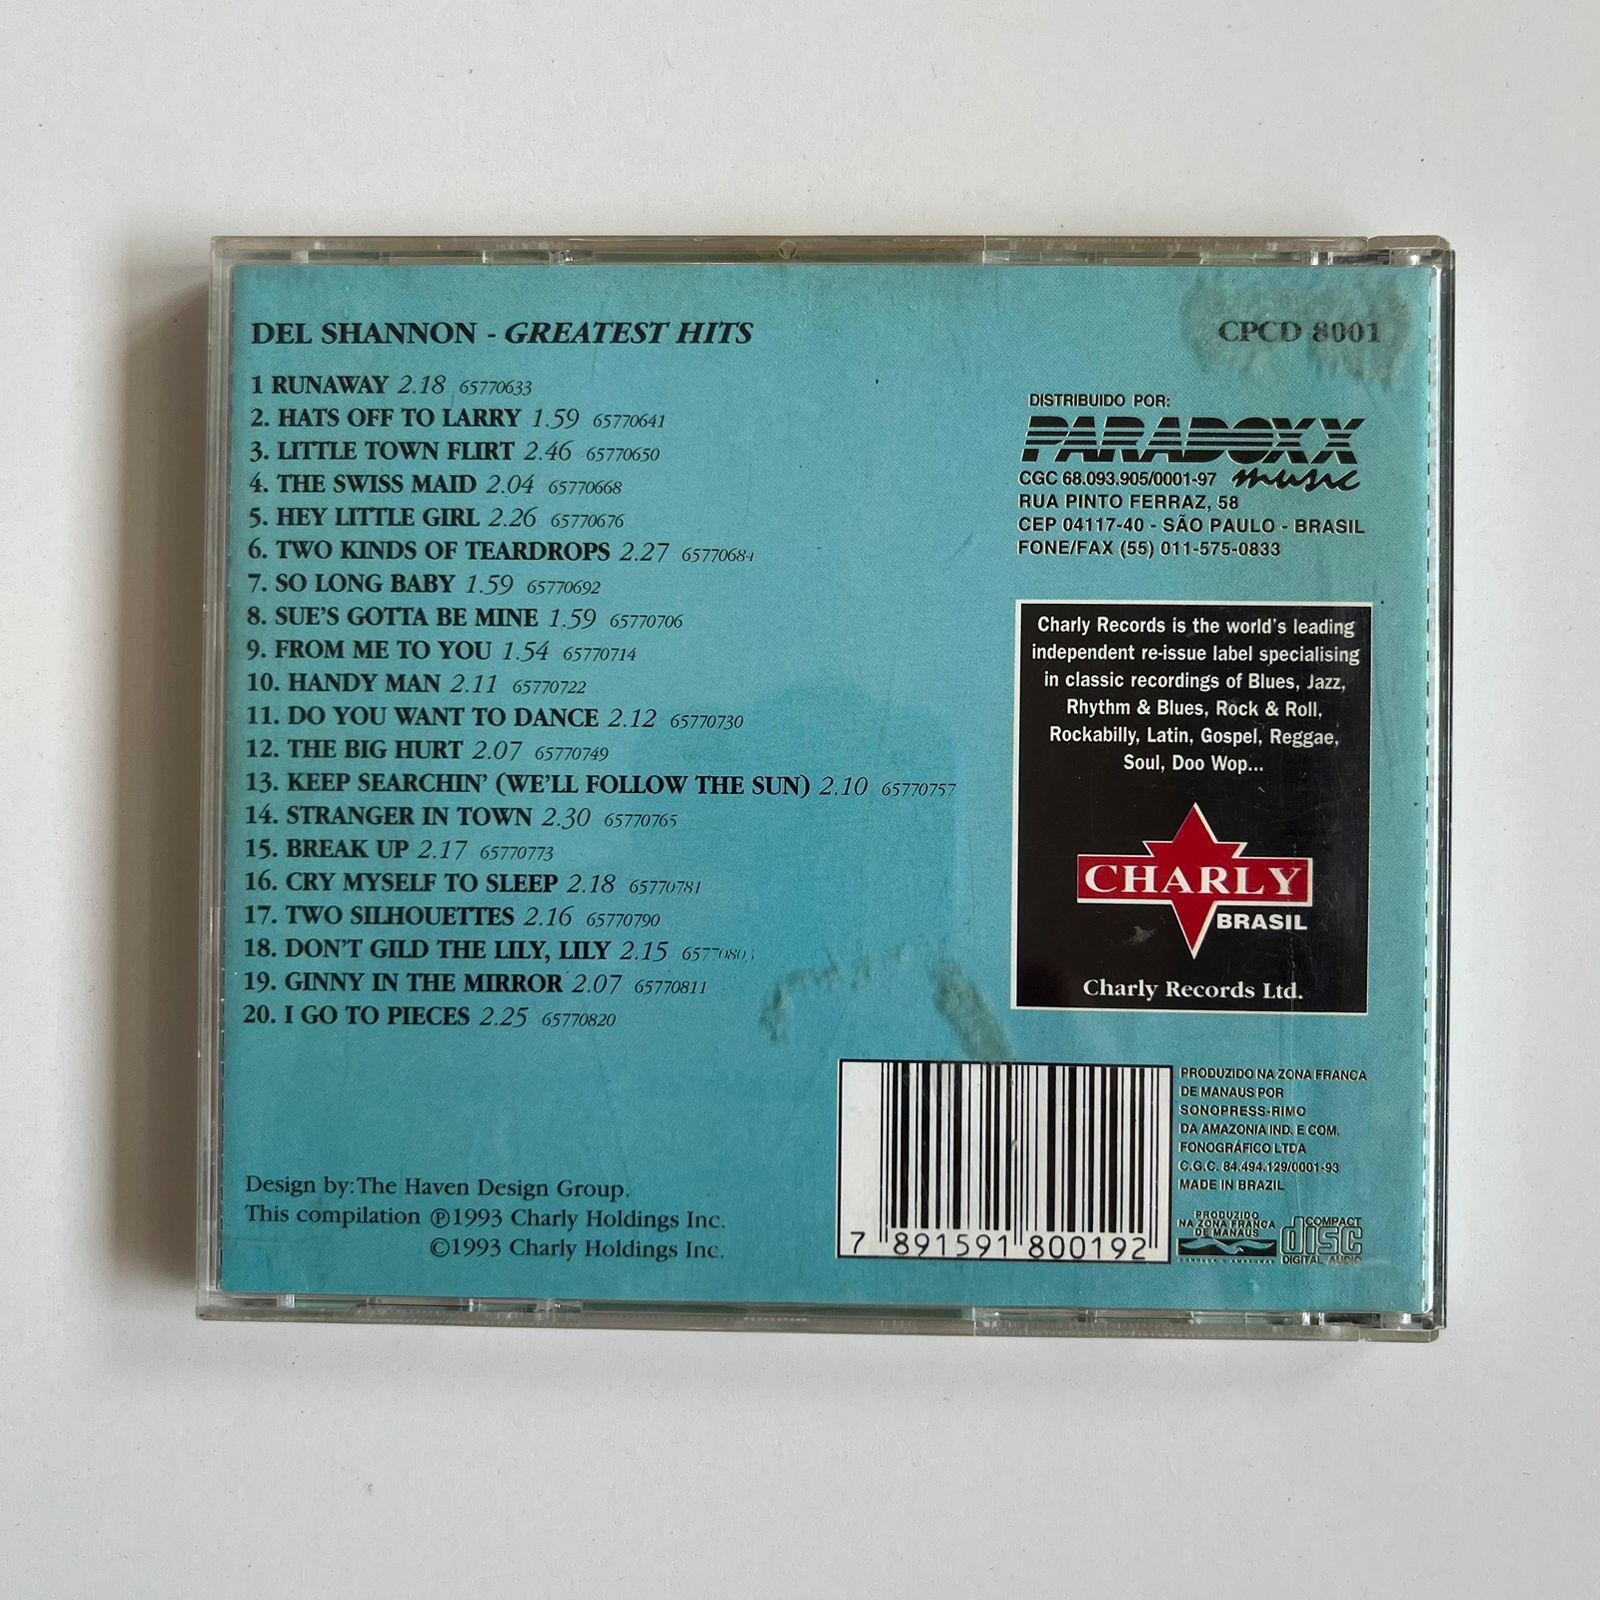 DEL SHANNON - GREATEST HITS
CPCD 8001
1 RUNAWAY 2.18 65770633
2. HATS OFF TO LARRY 1.59 65770641
3. LITTLE TOWN FLIRT 2.46 65770650
4. THE SWISS MAID 2.04 65770668
5. HEY LITTLE GIRL 2.26 65770676
6. TWO KINDS OF TEARDROPS 2.27 65770684
7. SO LONG BABY 1.59 65770692
8. SUE'S GOTTA BE MINE 1.59 65770706
9. FROM ME TO YOU 1.54 65770714
10. HANDY MAN 2.11 65770722
11. DO YOU WANT TO DANCE 2.12 65770730
12. THE BIG HURT 2.07 65770749
13. KEEP SEARCHIN' (WE'LL FOLLOW THE SUN) 2.10 65770757
14. STRANGER IN TOWN 2.30 65770765
15. BREAK UP 2.17 65770773
16. CRY MYSELF TO SLEEP 2.18 65770781
17. TWO SILHOUETTES 2.16 65770790
18. DON'T GILD THE LILY, LILY 2.15
19. GINNY IN THE MIRROR 2.07 65770811
20. I GO TO PIECES 2.25 65770820
Design by: The Haven Design Group.
This compilation ℗1993 Charly Holdings Inc.
©1993 Charly Holdings Inc.
DISTRIBUIDO POR:
PARADOXX
music
CGC 68.093.905/0001-97
RUA PINTO FERRAZ, 58
CEP 04117-40 - SÃO PAULO - BRASIL
FONE/FAX (55) 011-575-0833
Charly Records is the world's leading
independent re-issue label specialising
in classic recordings of Blues, Jazz,
Rhythm & Blues, Rock & Roll,
Rockabilly, Latin, Gospel, Reggae,
Soul, Doo Wop...
CHARLY
BRASIL
Charly Records Ltd.
7 891591 800192
PRODUZIDO NA ZONA FRANCA
DE MANAUS POR
SONOPRESS-RIMO
DA AMAZONIA IND. E COM.
FONOGRÁFICO LTDA
C.G.C. 84.494.129/0001-93
MADE IN BRAZIL
PRODUZIDO
NA ZONA FRANCA
DE MANAUS
COMPACT
disc
DIGITAL AUDIO